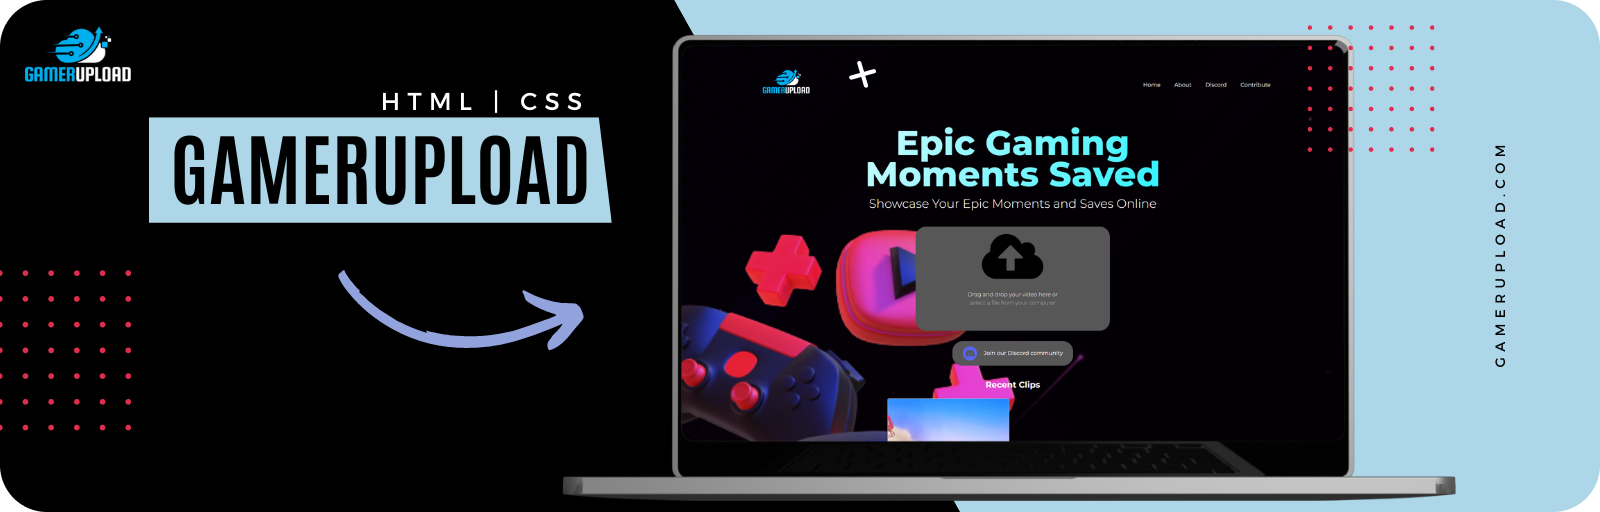 GAMERUPLOAD
HTML | CSS
GAMERUPLOAD
GAMERUPLOAD
Home About Discord Contribute
Epic Gaming
Moments Saved
Showcase Your Epic Moments and Saves Online
Drag and drop your video here or
select a file from your computer
Join our Discord community
Recent Clips
GAMERUPLOAD.COM